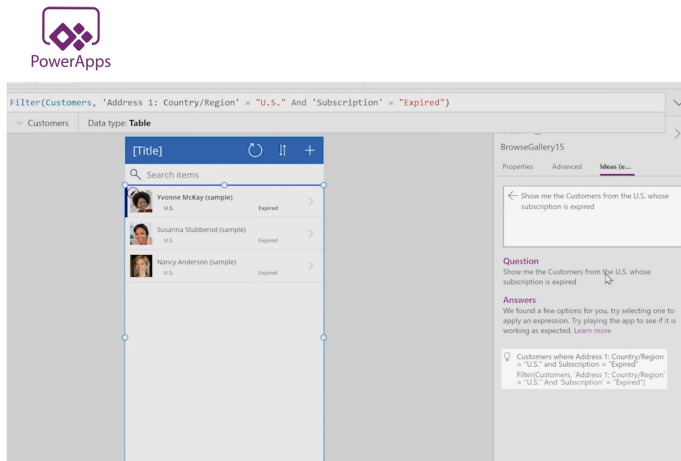 PowerApps
Filter(Customers, 'Address 1: Country/Region' = "U.S." And 'Subscription' = "Expired")
Customers Data type: Table
[Title]
Search items
Yvonne McKay (sample)
U.S. Expired
Susanna Stubberod (sample)
U.S. Expired
Nancy Anderson (sample)
U.S. Expired
BrowseGallery15
Properties Advanced Ideas (e...
Show me the Customers from the U.S. whose
subscription is expired
Question
Show me the Customers from the U.S. whose
subscription is expired
Answers
We found a few options for you, try selecting one to
apply an expression. Try playing the app to see if it is
working as expected. Learn more
Customers where Address 1: Country/Region
= "U.S." and Subscription = "Expired"
Filter(Customers, 'Address 1: Country/Region'
= "U.S." And 'Subscription' = "Expired")